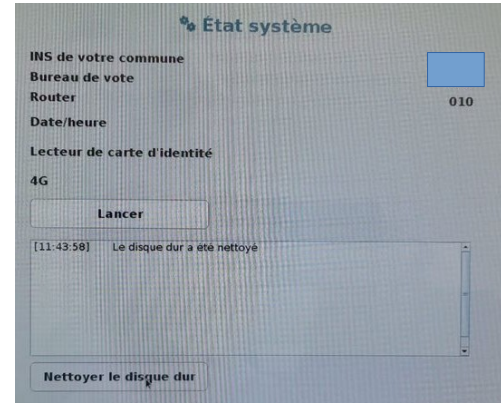 État système
INS de votre commune
Bureau de vote
Router
010
Date/heure
Lecteur de carte d'identité
4G
Lancer
[11:43:58] Le disque dur a été nettoyé
Nettoyer le disque dur